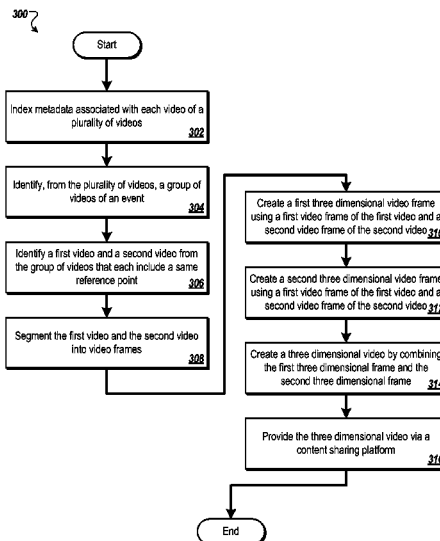 300
Start
Index metadata associated with each video of a
plurality of videos
302
Identify, from the plurality of videos, a group of
videos of an event
304
Identify a first video and a second video from
the group of videos that each include a same
reference point
306
Segment the first video and the second video
into video frames
308
Create a first three dimensional video frame
using a first video frame of the first video and a
second video frame of the second video
310
Create a second three dimensional video frame
using a first video frame of the first video and a
second video frame of the second video
312
Create a three dimensional video by combining
the first three dimensional frame and the
second three dimensional frame
314
Provide the three dimensional video via a
content sharing platform
316
End